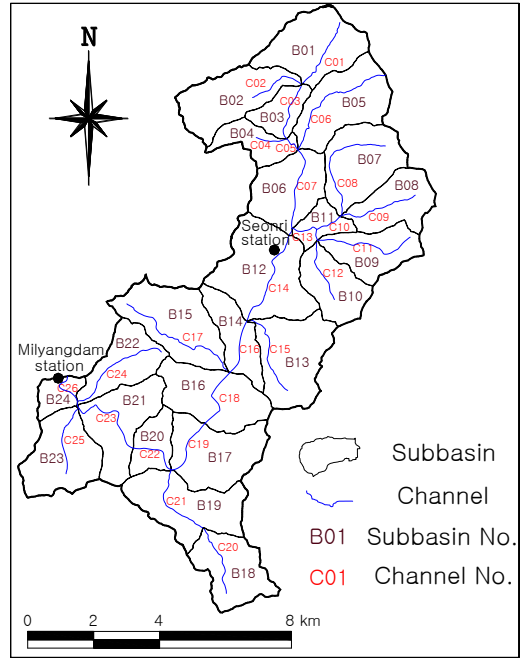 N
B01
C01
C02
B02
C03
B05
B03
C06
B04
C04
C05
B07
B06
C07
C08
B08
B11
C09
Seonri
station
C10
C13
C11
B12
B09
C12
C14
B10
B15
B14
B22
C17
C16
C15
B13
Milyangdam
station
C24
C26
B16
B24
B21
C18
C23
B20
C19
C25
B23
C22
B17
C21
B19
C20
B18
Subbasin
Channel
B01 Subbasin No.
C01 Channel No.
0 2 4 8 km